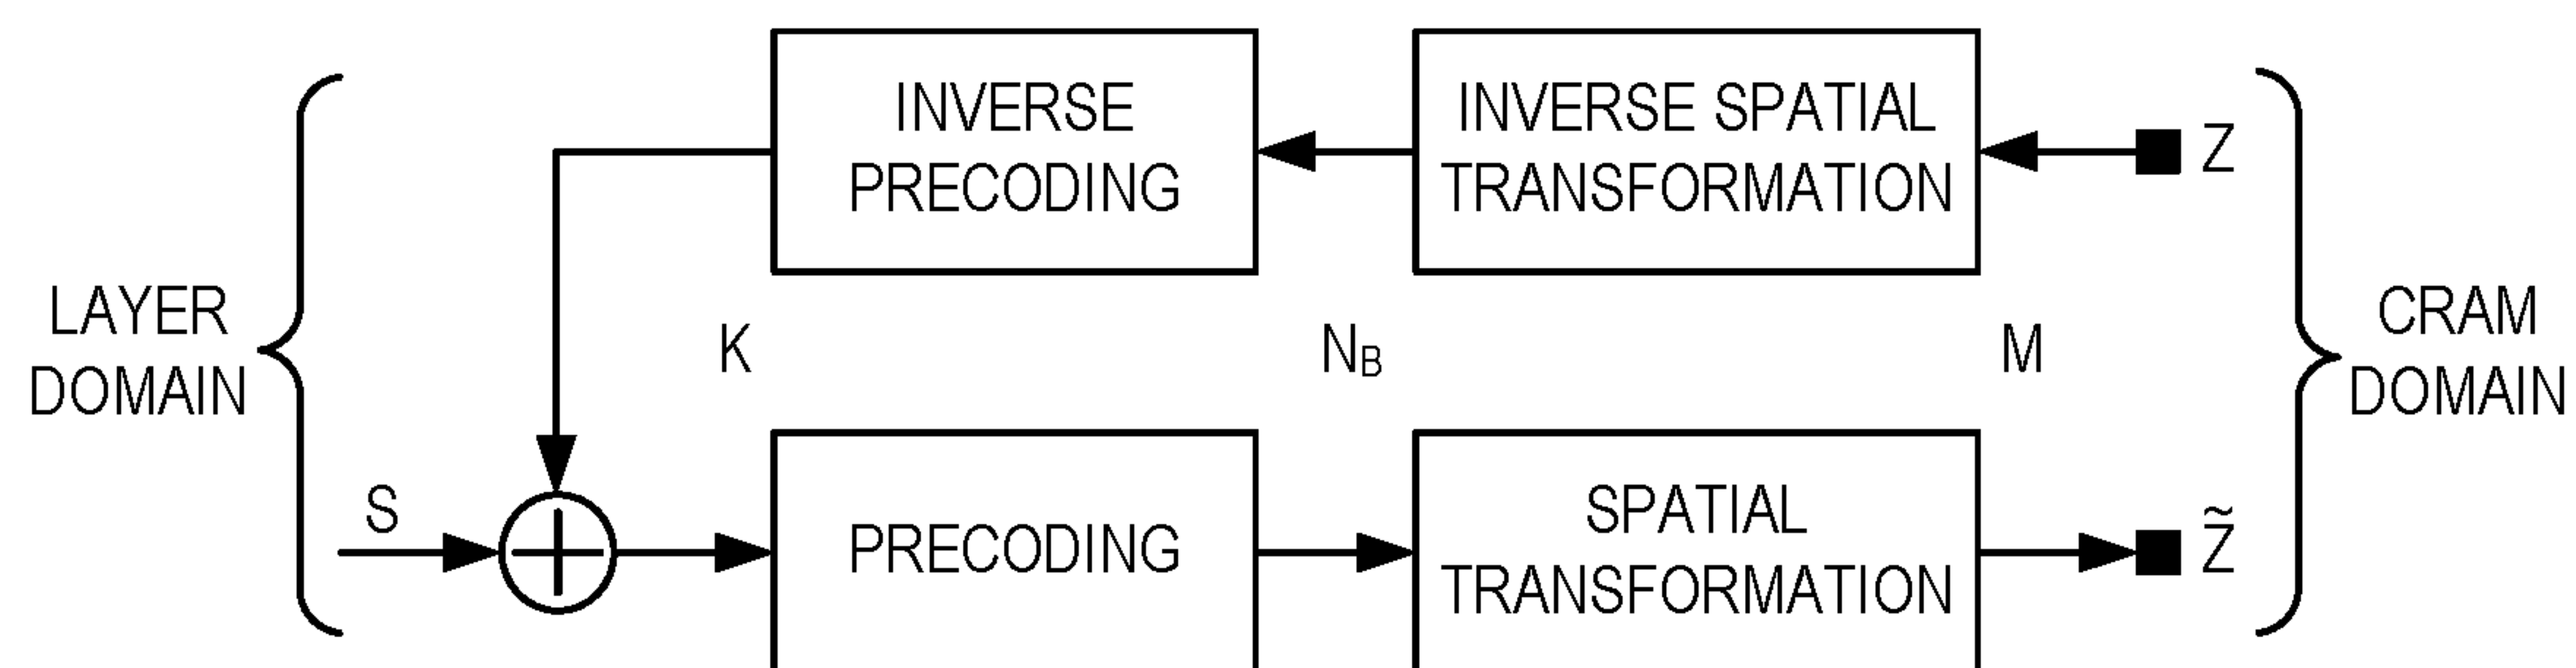 INVERSE
PRECODING
INVERSE SPATIAL
TRANSFORMATION
Z
LAYER
DOMAIN
K
N_B
M
CRAM
DOMAIN
S
PRECODING
SPATIAL
TRANSFORMATION
Z̃